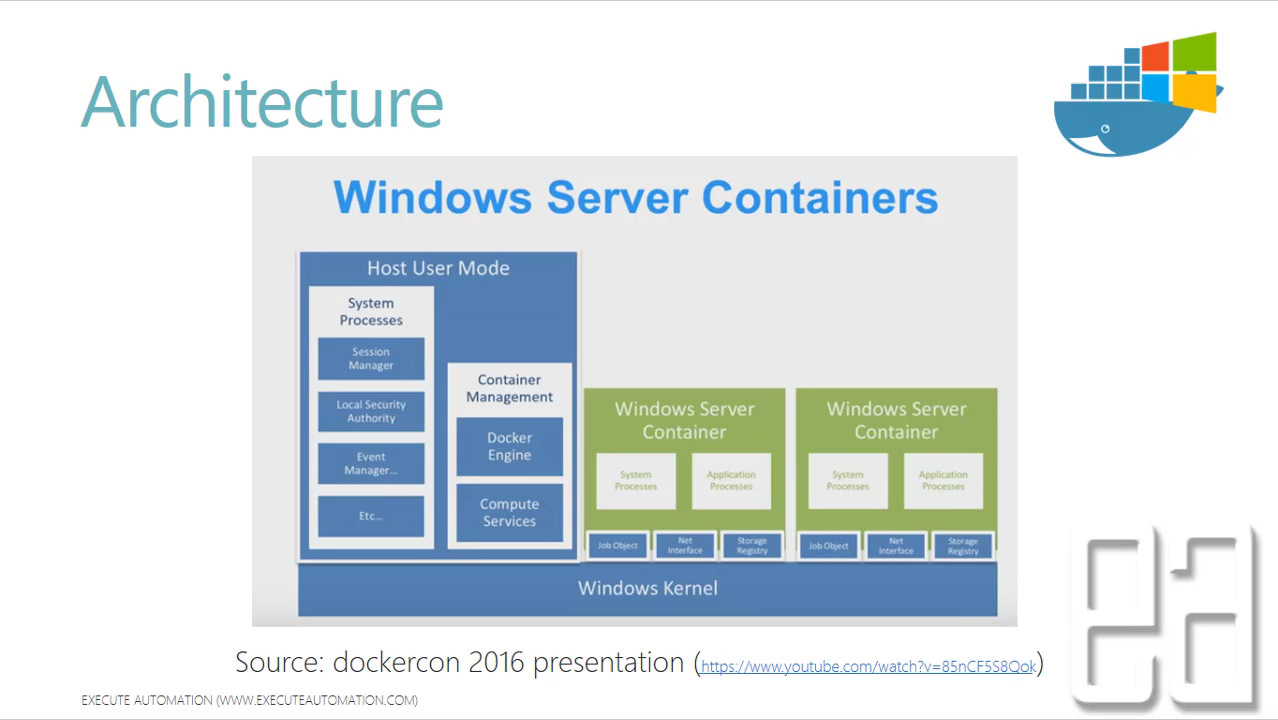 Architecture
Windows Server Containers
Host User Mode
System
Processes
Session
Manager
Local Security
Authority
Event
Manager...
Etc...
Container
Management
Docker
Engine
Compute
Services
Windows Server
Container
System
Processes
Application
Processes
Job Object
Net
Interface
Storage
Registry
Windows Server
Container
System
Processes
Application
Processes
Job Object
Net
Interface
Storage
Registry
Windows Kernel
Source: dockercon 2016 presentation (https://www.youtube.com/watch?v=85nCF5S8Qok)
EXECUTE AUTOMATION (WWW.EXECUTEAUTOMATION.COM)
ea